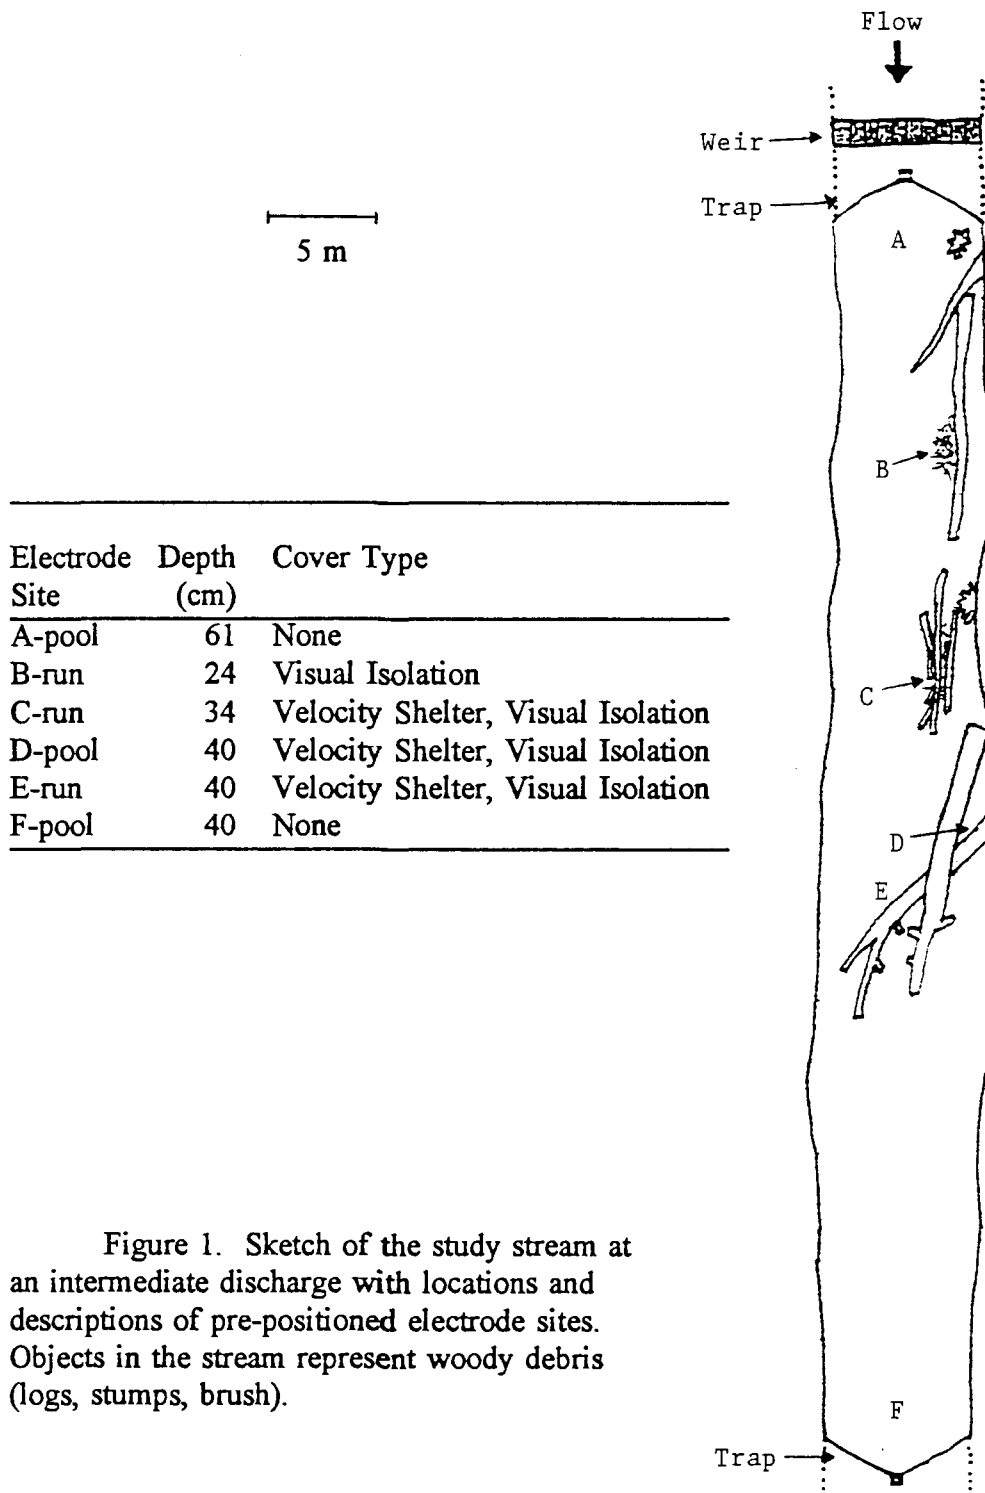 Flow
Weir
Trap
5 m
A
B
Electrode Depth Cover Type
Site (cm)
A-pool 61 None
B-run 24 Visual Isolation
C-run 34 Velocity Shelter, Visual Isolation
D-pool 40 Velocity Shelter, Visual Isolation
E-run 40 Velocity Shelter, Visual Isolation
F-pool 40 None
C
D
E
Figure 1. Sketch of the study stream at
an intermediate discharge with locations and
descriptions of pre-positioned electrode sites.
Objects in the stream represent woody debris
(logs, stumps, brush).
F
Trap